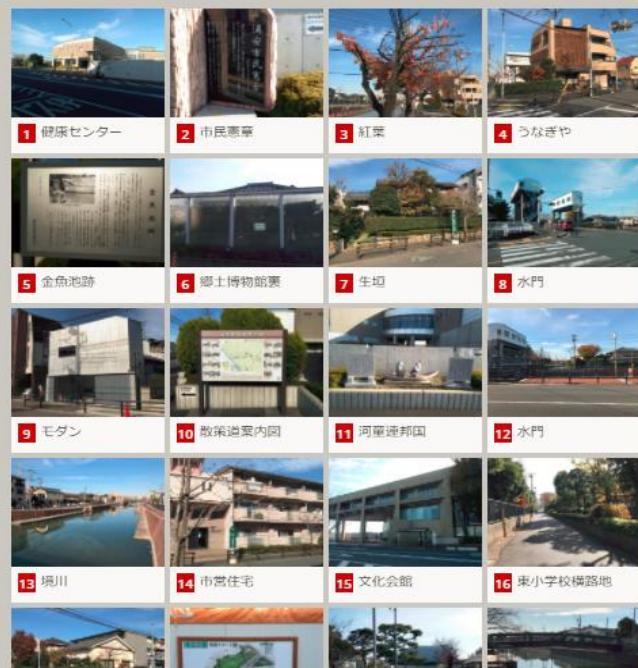 1 健康センター
2 市民憲章
3 紅葉
4 うなぎや
5 金魚池跡
6 郷土博物館裏
7 生垣
8 水門
9 モダン
10 散策道案内図
11 河童連邦国
12 水門
13 境川
14 市営住宅
15 文化会館
16 東小学校横路地